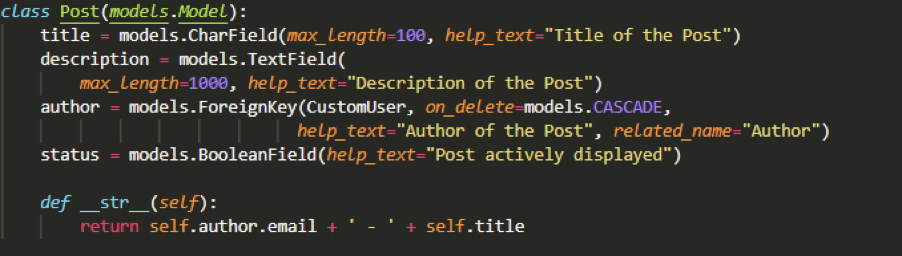 class Post(models.Model):
    title = models.CharField(max_length=100, help_text="Title of the Post")
    description = models.TextField(
        max_length=1000, help_text="Description of the Post")
    author = models.ForeignKey(CustomUser, on_delete=models.CASCADE,
                               help_text="Author of the Post", related_name="Author")
    status = models.BooleanField(help_text="Post actively displayed")

    def __str__(self):
        return self.author.email + ' - ' + self.title